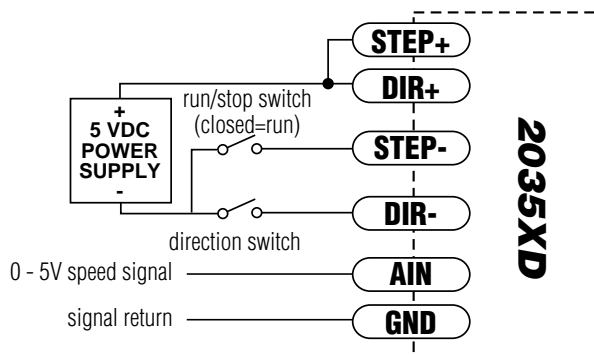 STEP+
DIR+
run/stop switch
(closed=run)
+
5 VDC
POWER
SUPPLY
-
STEP-
DIR-
direction switch
0 - 5V speed signal
AIN
signal return
GND
2035XD